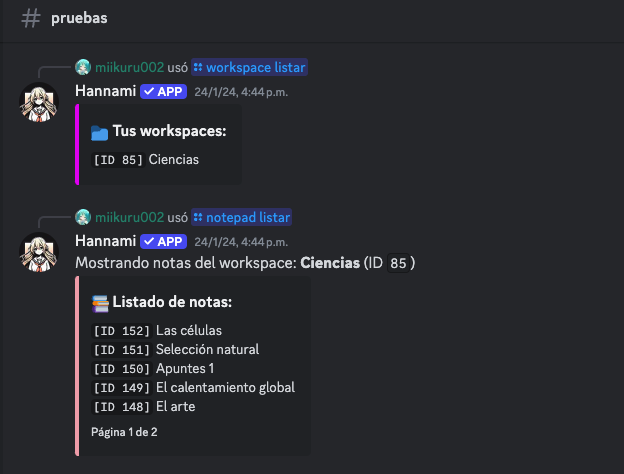 # pruebas
miikuru002 usó workspace listar
Hannami ✓ APP 24/1/24, 4:44 p.m.
Tus workspaces:
[ID 85] Ciencias
miikuru002 usó notepad listar
Hannami ✓ APP 24/1/24, 4:44 p.m.
Mostrando notas del workspace: Ciencias (ID 85)
Listado de notas:
[ID 152] Las células
[ID 151] Selección natural
[ID 150] Apuntes 1
[ID 149] El calentamiento global
[ID 148] El arte
Página 1 de 2